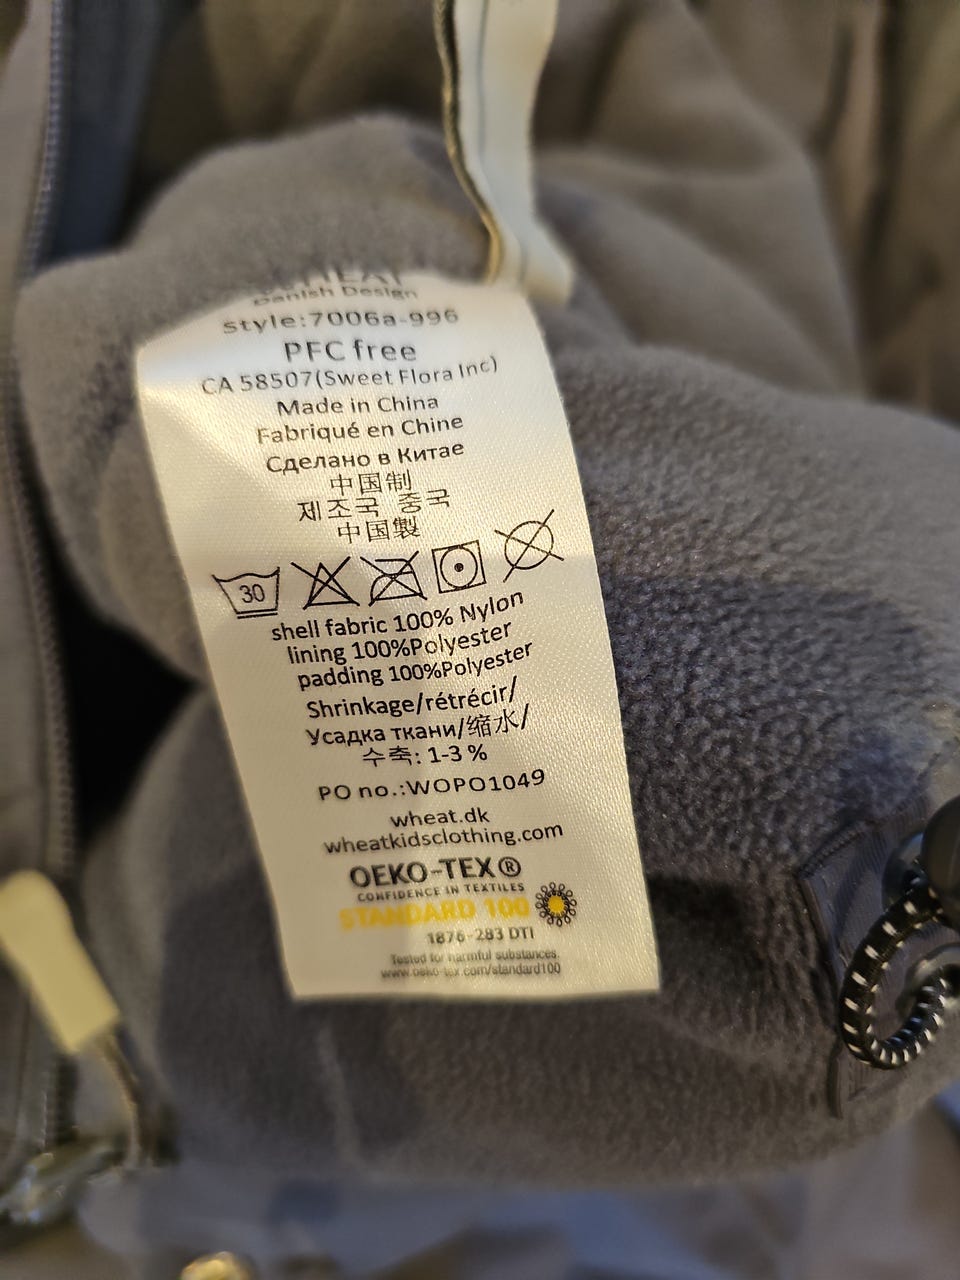 WHEAT
Danish Design
style:7006a-996
PFC free
CA 58507(Sweet Flora Inc)
Made in China
Fabriqué en Chine
Сделано в Китае
中国制
제조국 중국
中国製
30
shell fabric 100% Nylon
lining 100%Polyester
padding 100%Polyester
Shrinkage/rétrécir/
Усадка ткани/缩水/
수축: 1-3 %
PO no.:WOPO1049
wheat.dk
wheatkidsclothing.com
OEKO-TEX®
CONFIDENCE IN TEXTILES
STANDARD 100
1876-283 DTI
Tested for harmful substances.
www.oeko-tex.com/standard100